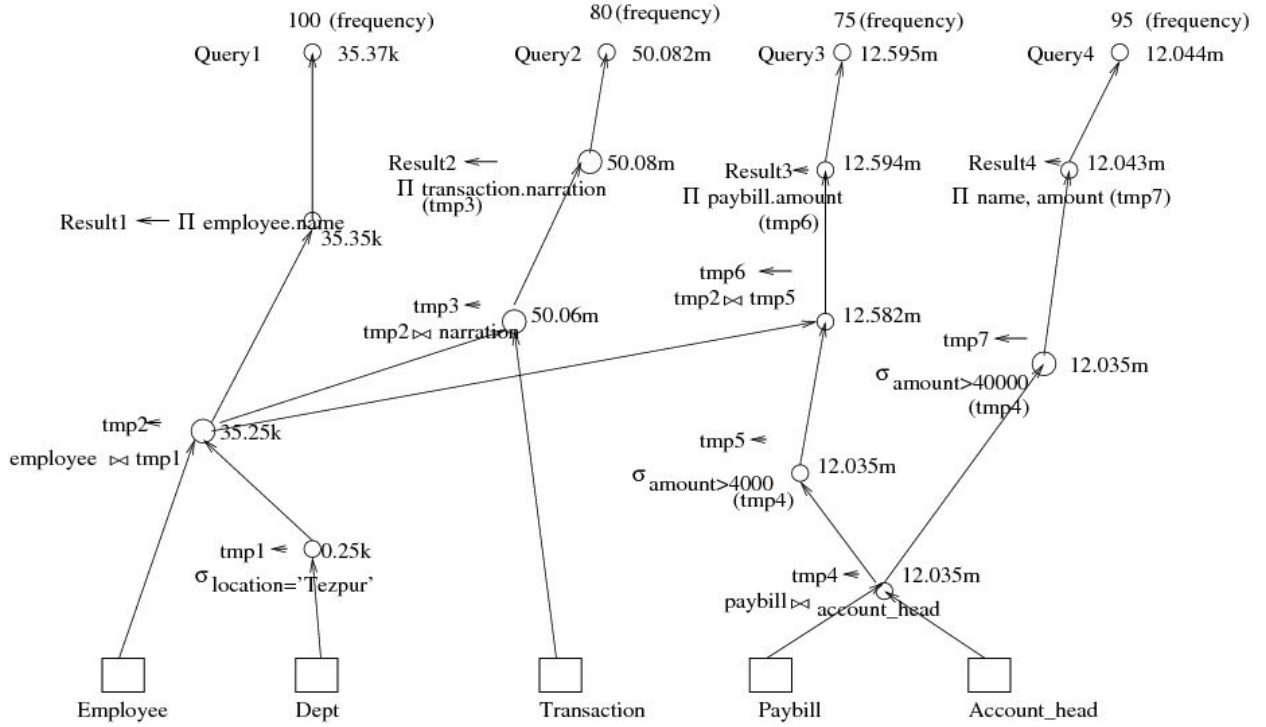 100 (frequency)
80 (frequency)
75 (frequency)
95 (frequency)
Query1
35.37k
Query2
50.082m
Query3
12.595m
Query4
12.044m
Result2
50.08m
Π transaction.narration
(tmp3)
Result3
12.594m
Π paybill.amount
(tmp6)
Result4
12.043m
Π name, amount (tmp7)
Result1 ← Π employee.name
35.35k
tmp6
tmp2 ⋈ tmp5
12.582m
tmp3
tmp2 ⋈ narration
50.06m
tmp7
12.035m
σ amount>40000
(tmp4)
tmp2
35.25k
employee ⋈ tmp1
tmp5
12.035m
σ amount>4000
(tmp4)
tmp1
0.25k
σ location='Tezpur'
tmp4
12.035m
paybill ⋈ account_head
Employee
Dept
Transaction
Paybill
Account_head